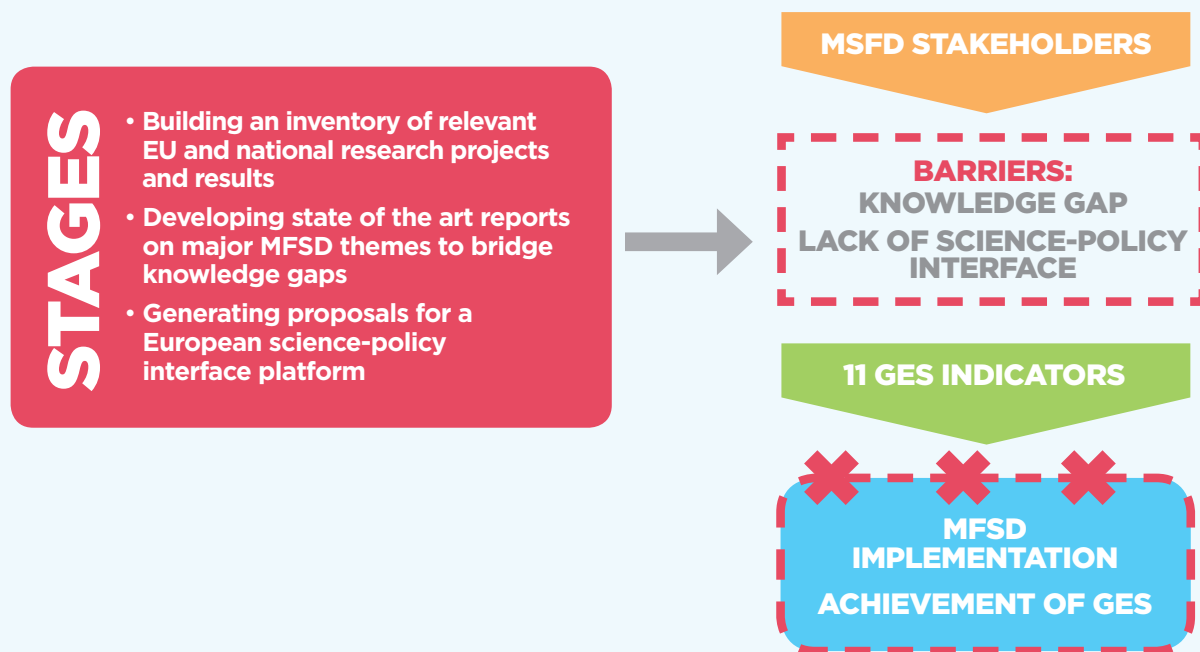 STAGES
• Building an inventory of relevant
EU and national research projects
and results
• Developing state of the art reports
on major MFSD themes to bridge
knowledge gaps
• Generating proposals for a
European science-policy
interface platform
MSFD STAKEHOLDERS
BARRIERS:
KNOWLEDGE GAP
LACK OF SCIENCE-POLICY
INTERFACE
11 GES INDICATORS
MFSD
IMPLEMENTATION
ACHIEVEMENT OF GES